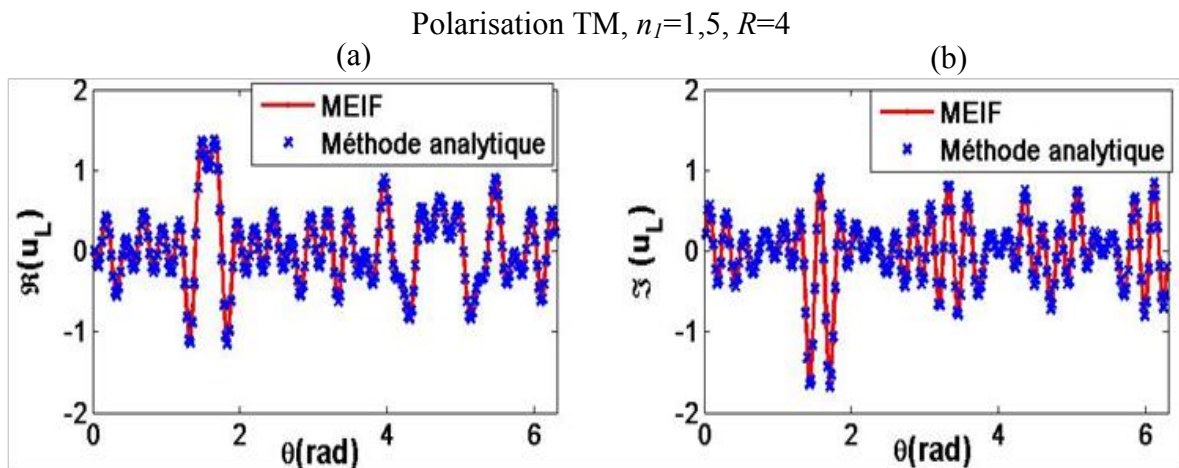 Polarisation TM, n1=1,5, R=4
(a)
(b)
2
1
0
-1
-2
ℜ(uL)
MEIF
Méthode analytique
0 2 4 6
θ(rad)
2
1
0
-1
-2
ℑ (uL)
MEIF
Méthode analytique
0 2 4 6
θ(rad)